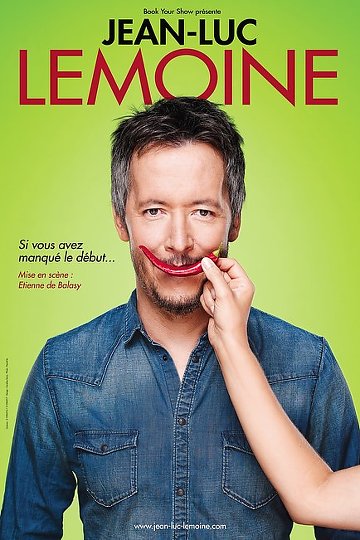 Book Your Show présente
JEAN-LUC
LEMOINE
Si vous avez
manqué le début...
Mise en scène :
Etienne de Balasy
www.jean-luc-lemoine.com